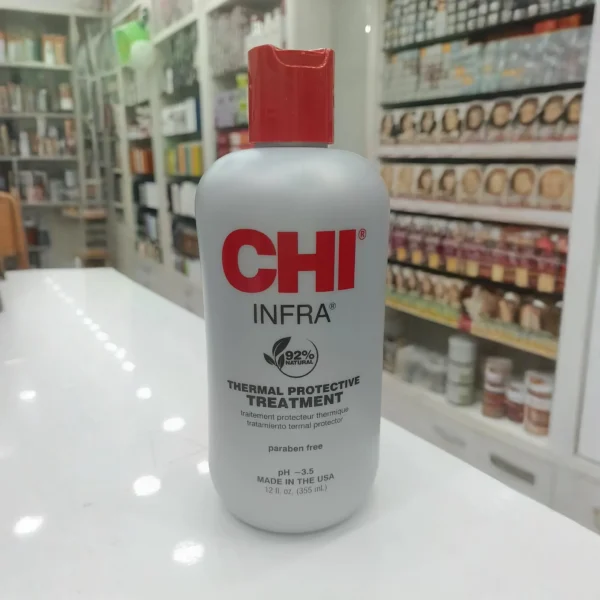 CHI®
INFRA®
92%
NATURAL
THERMAL PROTECTIVE
TREATMENT
traitement protecteur thermique
tratamiento termal protector
paraben free
pH ~3.5
MADE IN THE USA
12 fl. oz. (355 mL)